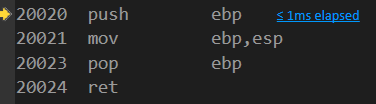 20020 push ebp ≤ 1ms elapsed
20021 mov ebp,esp
20023 pop ebp
20024 ret